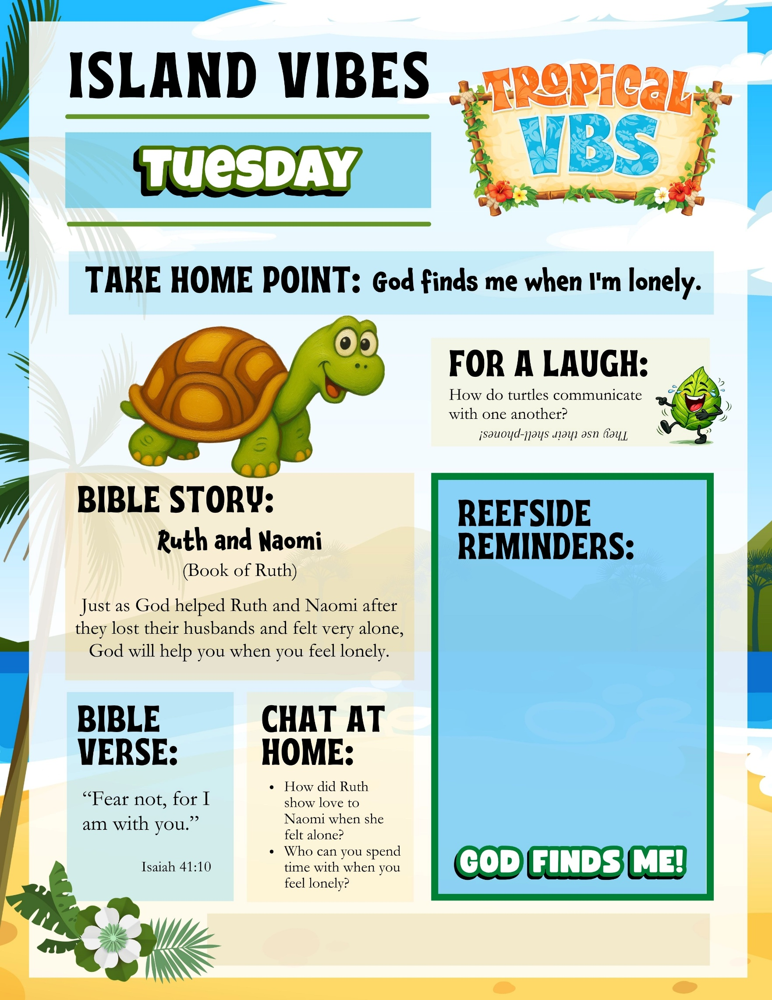 ISLAND VIBES
TROPICAL
VBS
TUESDAY
TAKE HOME POINT: God finds me when I'm lonely.
FOR A LAUGH:
How do turtles communicate
with one another?
They use their shell-phones!
BIBLE STORY:
Ruth and Naomi
(Book of Ruth)
Just as God helped Ruth and Naomi after
they lost their husbands and felt very alone,
God will help you when you feel lonely.
REEFSIDE
REMINDERS:
GOD FINDS ME!
BIBLE
VERSE:
“Fear not, for I
am with you.”
Isaiah 41:10
CHAT AT
HOME:
• How did Ruth
show love to
Naomi when she
felt alone?
• Who can you spend
time with when you
feel lonely?